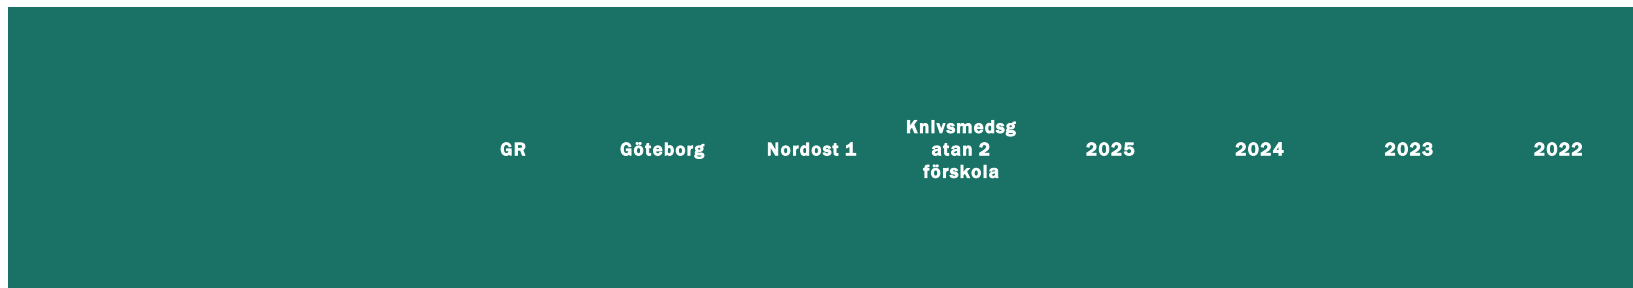 GR
Göteborg
Nordost 1
Knivsmedsg
atan 2
förskola
2025
2024
2023
2022